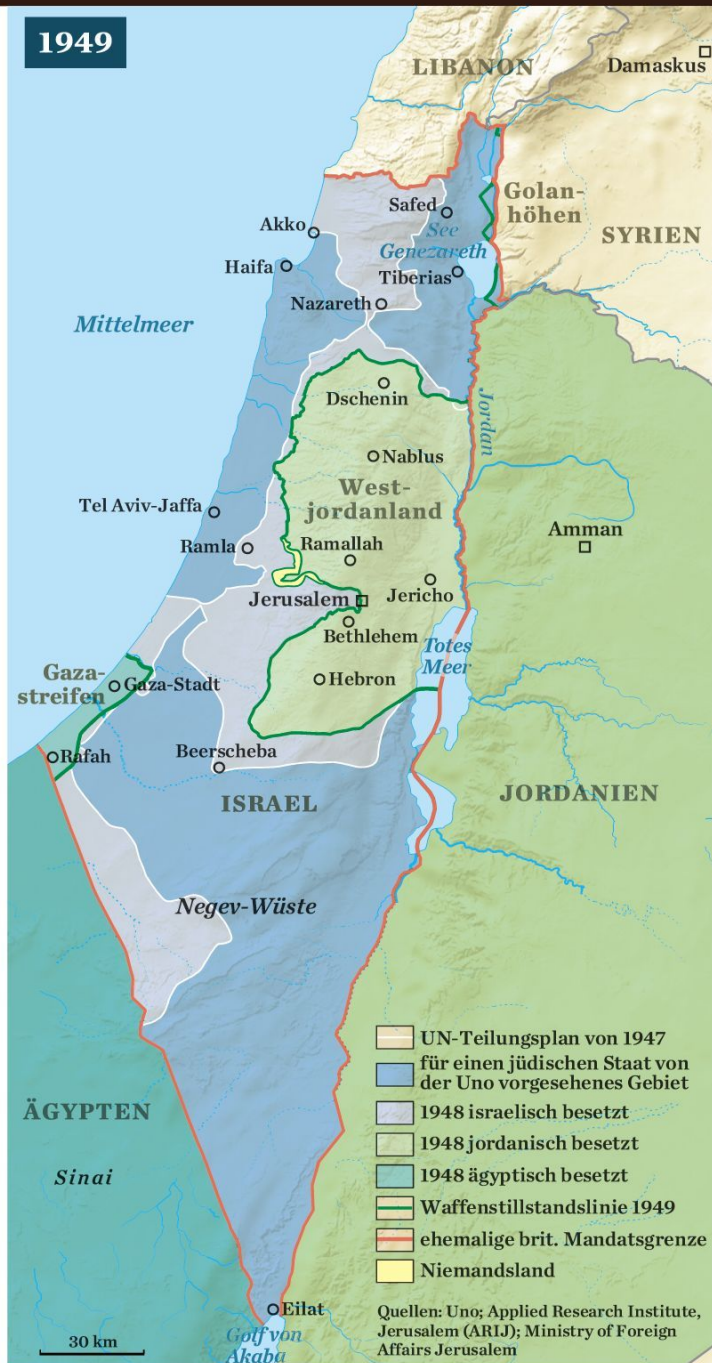 1949
LIBANON
Damaskus
Golan-
höhen
SYRIEN
Safed
See
Genezareth
Akko
Haifa
Tiberias
Nazareth
Mittelmeer
Dschenin
Jordan
Nablus
West-
jordanland
Tel Aviv-Jaffa
Ramla
Ramallah
Amman
Jericho
Jerusalem
Bethlehem
Totes
Meer
Gaza-
streifen
Gaza-Stadt
Hebron
Rafah
Beerscheba
ISRAEL
JORDANIEN
Negev-Wüste
ÄGYPTEN
Sinai
UN-Teilungsplan von 1947
für einen jüdischen Staat von
der Uno vorgesehenes Gebiet
1948 israelisch besetzt
1948 jordanisch besetzt
1948 ägyptisch besetzt
Waffenstillstandslinie 1949
ehemalige brit. Mandatsgrenze
Niemandsland
Eilat
Golf von
Akaba
30 km
Quellen: Uno; Applied Research Institute,
Jerusalem (ARIJ); Ministry of Foreign
Affairs Jerusalem